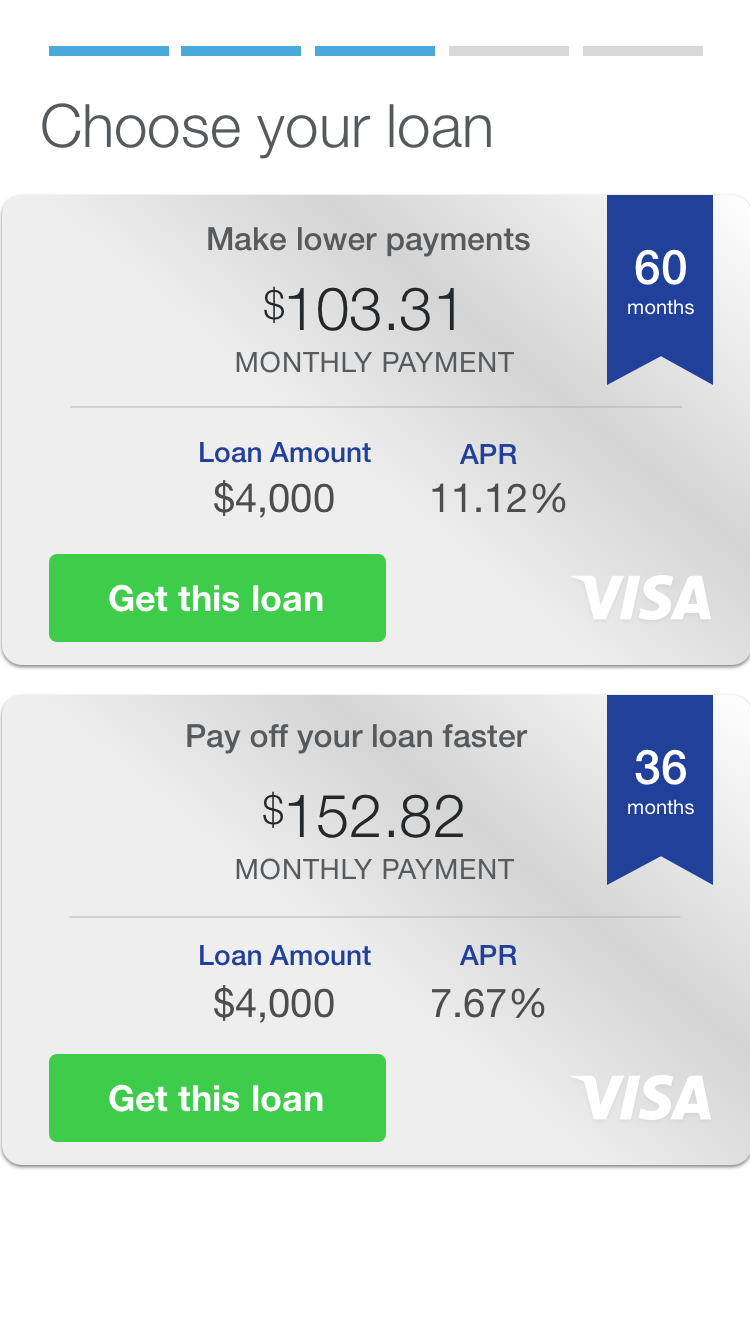 Choose your loan
Make lower payments
60
months
$103.31
MONTHLY PAYMENT
Loan Amount
APR
$4,000
11.12%
Get this loan
VISA
Pay off your loan faster
36
months
$152.82
MONTHLY PAYMENT
Loan Amount
APR
$4,000
7.67%
Get this loan
VISA